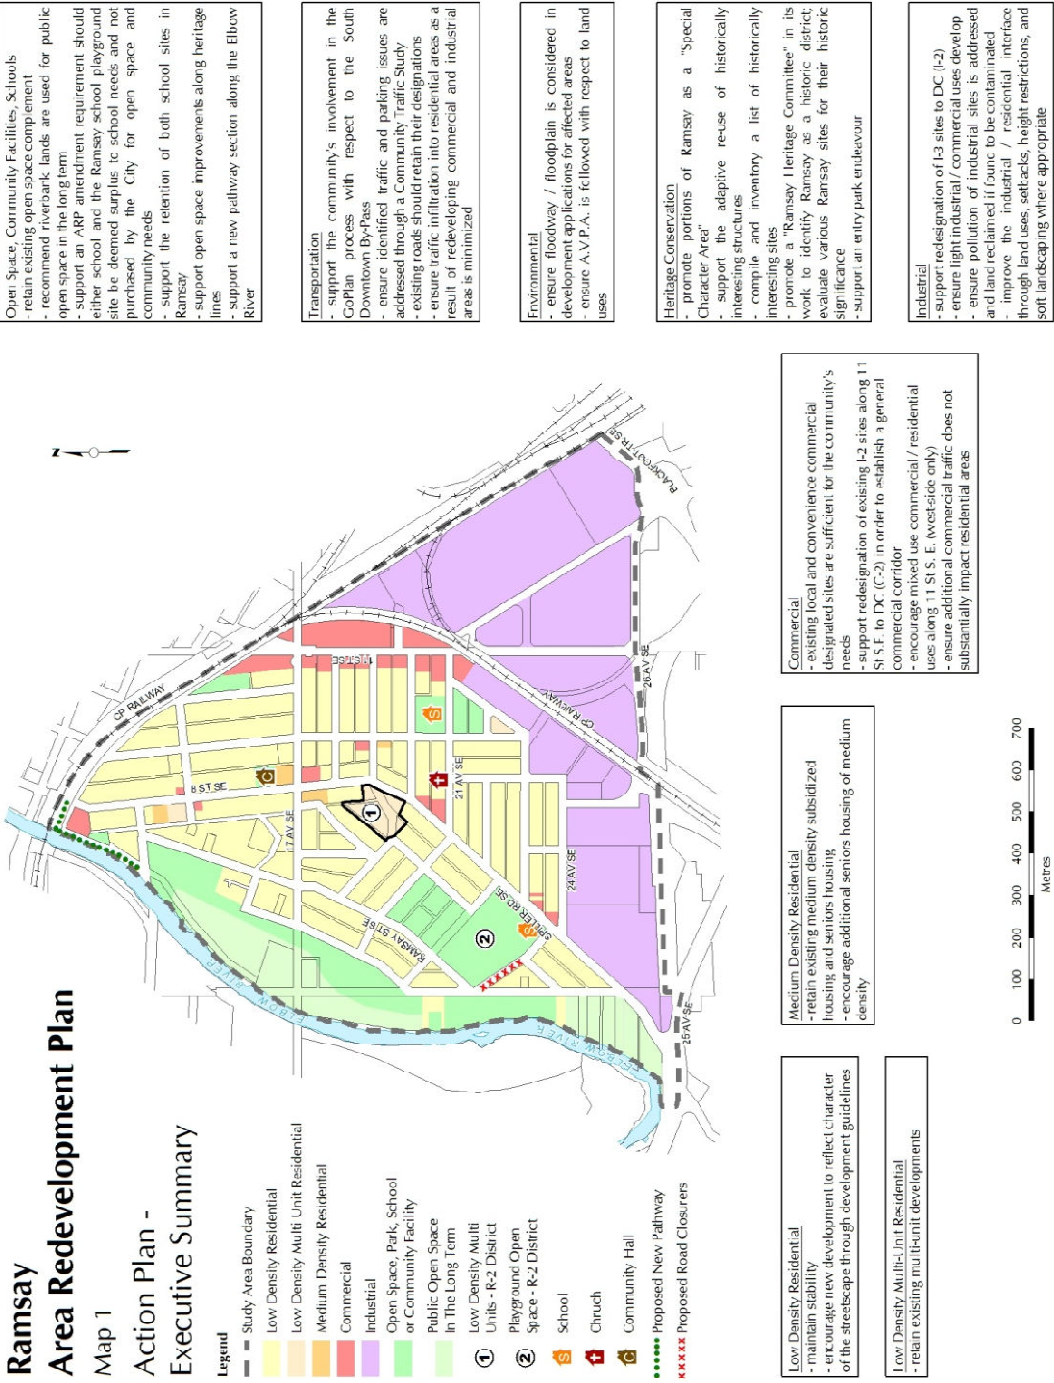 Ramsay
Area Redevelopment Plan
Map 1
Action Plan -
Executive Summary
Legend
Study Area Boundary
Low Density Residential
Low Density Multi Unit Residential
Medium Density Residential
Commercial
Industrial
Open Space, Park, School
or Community Facility
Public Open Space
In The Long Term
1
Low Density Multi
Units - R-2 District
2
Playground Open
Space - R-2 District
S
School
Chruch
C
Community Hall
Proposed New Pathway
xxxxx Proposed Road Closurers
N
CP RAILWAY
8 ST SE
17 AV SE
11 ST SE
21 AV SE
RAMSAY ST SE
SPILLER RD SE
24 AV SE
25 AV SE
26 AV SE
CP RAILWAY
BLACKFOOT TR SE
ELBOW RIVER
ELBOW RIVER
1
2
S
S
C
Open Space, Community Facilities, Schools
- retain existing open space complement
- recommend riverbank lands are used for public
open space in the long term
- support an ARP amendment requirement should
either school and the Ramsay school playground
site be deemed surplus to school needs and not
purchased by the City for open space and
community needs
- support the retention of both school sites in
Ramsay
- support open space improvements along heritage
lines
- support a new pathway section along the Elbow
River
Transportation
- support the community's involvement in the
GoPlan process with respect to the South
Downtown By-Pass
- ensure identified traffic and parking issues are
addressed through a Community Traffic Study
- existing roads should retain their designations
- ensure traffic infiltration into residential areas as a
result of redeveloping commercial and industrial
areas is minimized
Environmental
- ensure floodway / floodplain is considered in
development applications for affected areas
- ensure A.V.P.A. is followed with respect to land
uses
Heritage Conservation
- promote portions of Ramsay as a "Special
Character Area"
- support the adaptive re-use of historically
interesting structures
- compile and inventory a list of historically
interesting sites
- promote a "Ramsay Heritage Committee" in its
work to identify Ramsay as a historic district;
evaluate various Ramsay sites for their historic
significance
- support an entry park endeavour
Industrial
- support redesignation of I-3 sites to DC (I-2)
- ensure light industrial / commercial uses develop
- ensure pollution of industrial sites is addressed
and land reclaimed if found to be contaminated
- improve the industrial / residential interface
through land uses, setbacks, height restrictions, and
soft landscaping where appropriate
Commercial
- existing local and convenience commercial
designated sites are sufficient for the community's
needs
- support redesignation of existing I-2 sites along 11
St S.E. to DC (C-2) in order to establish a general
commercial corridor
- encourage mixed use commercial / residential
uses along 11 St S. E. (west-side only)
- ensure additional commercial traffic does not
substantially impact residential areas
Medium Density Residential
- retain existing medium density subsidized
housing and seniors housing
- encourage additional seniors housing of medium
density
Low Density Residential
- maintain stability
- encourage new development to reflect character
of the streetscape through development guidelines
Low Density Multi-Unit Residential
- retain existing multi-unit developments
0 100 200 300 400 500 600 700
Metres